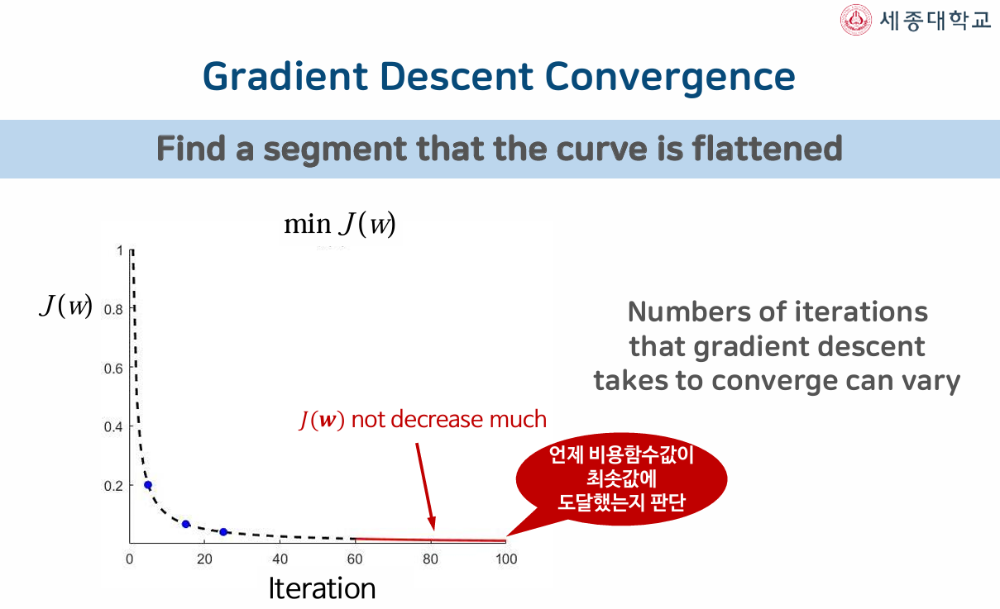 세종대학교
Gradient Descent Convergence
Find a segment that the curve is flattened
min J(w)
J(w)
1
0.8
0.6
0.4
0.2
0 20 40 60 80 100
Iteration
J(w) not decrease much
언제 비용함수값이
최솟값에
도달했는지 판단
Numbers of iterations
that gradient descent
takes to converge can vary